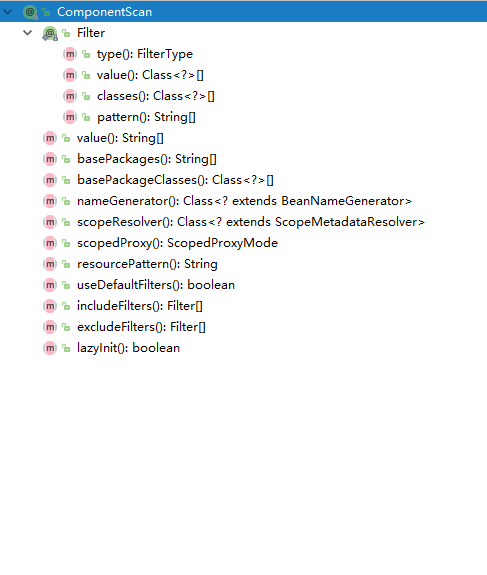 ComponentScan
Filter
type(): FilterType
value(): Class<?>[]
classes(): Class<?>[]
pattern(): String[]
value(): String[]
basePackages(): String[]
basePackageClasses(): Class<?>[]
nameGenerator(): Class<? extends BeanNameGenerator>
scopeResolver(): Class<? extends ScopeMetadataResolver>
scopedProxy(): ScopedProxyMode
resourcePattern(): String
useDefaultFilters(): boolean
includeFilters(): Filter[]
excludeFilters(): Filter[]
lazyInit(): boolean